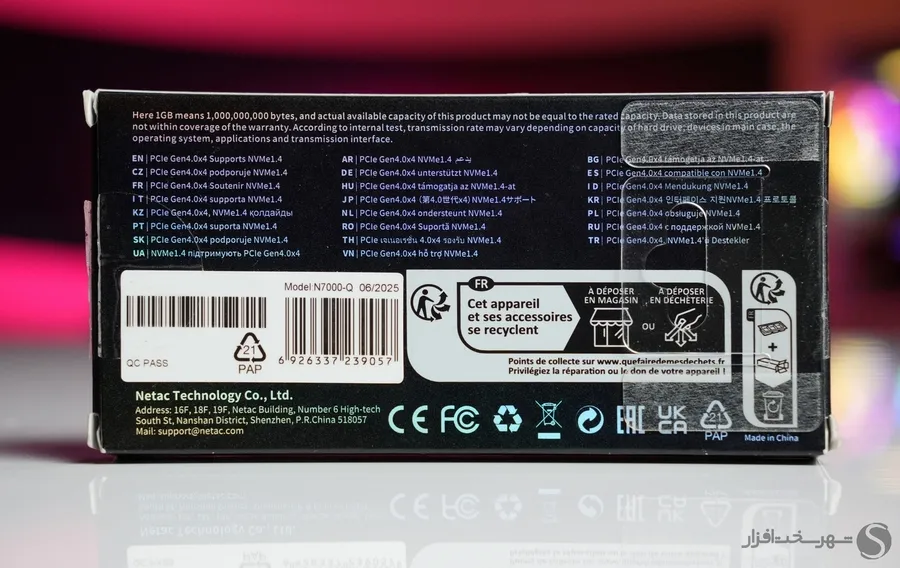 Here 1GB means 1,000,000,000 bytes, and actual available capacity of this product may not be equal to the rated capacity. Data stored in this product are
not within coverage of the warranty. According to internal test, transmission rate may vary depending on capacity of hard drive, devices in main case, the
operating system, applications and transmission interface.
EN | PCIe Gen4.0x4 Supports NVMe1.4
CZ | PCIe Gen4.0x4 podporuje NVMe1.4
FR | PCIe Gen4.0x4 Soutenir NVMe1.4
IT | PCIe Gen4.0x4 supporta NVMe1.4
KZ | PCIe Gen4.0x4, NVMe1.4 қолдайды
PT | PCIe Gen4.0x4 suporta NVMe1.4
SK | PCIe Gen4.0x4 podporuje NVMe1.4
UA | NVMe1.4 підтримують PCIe Gen4.0x4
AR | PCIe Gen4.0x4 NVMe1.4 يدعم
DE | PCIe Gen4.0x4 unterstützt NVMe1.4
HU | PCIe Gen4.0x4 támogatja az NVMe1.4-at
JP | PCIe Gen4.0x4 (第4.0世代x4) NVMe1.4サポート
NL | PCIe Gen4.0x4 ondersteunt NVMe1.4
RO | PCIe Gen4.0x4 Suportă NVMe1.4
TH | PCIe เจนเอเรชั่น 4.0x4 รองรับ NVMe1.4
VN | PCIe Gen4.0x4 hỗ trợ NVMe1.4
BG | PCIe Gen4.0x4 támogatja az NVMe1.4-at
ES | PCIe Gen4.0x4 compatible con NVMe1.4
ID | PCIe Gen4.0x4 Mendukung NVMe1.4
KR | PCIe Gen4.0x4 인터페이스 지원NVMe1.4 프로토콜
PL | PCIe Gen4.0x4 obsługuje NVMe1.4
RU | PCIe Gen4.0x4 с поддержкой NVMe1.4
TR | PCIe Gen4.0x4, NVMe1.4'ü Destekler
Model N7000-Q 06/2025
21
PAP
QC PASS
6 926337 239057
FR
Cet appareil
et ses accessoires
se recyclent
À DÉPOSER
EN MAGASIN
OU
À DÉPOSER
EN DÉCHÈTERIE
Points de collecte sur www.quefairedemesdechets.fr
Privilégiez la réparation ou le don de votre appareil !
+
Netac Technology Co., Ltd.
Address: 16F, 18F, 19F, Netac Building, Number 6 High-tech
South St, Nanshan District, Shenzhen, P.R.China 518057
Mail: support@netac.com
CE FC EAC UK CA
21
PAP
Made in China
شهر سخت‌افزار